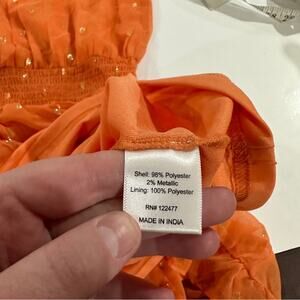 Shell: 98% Polyester
2% Metallic
Lining: 100% Polyester
RN# 122477
MADE IN INDIA